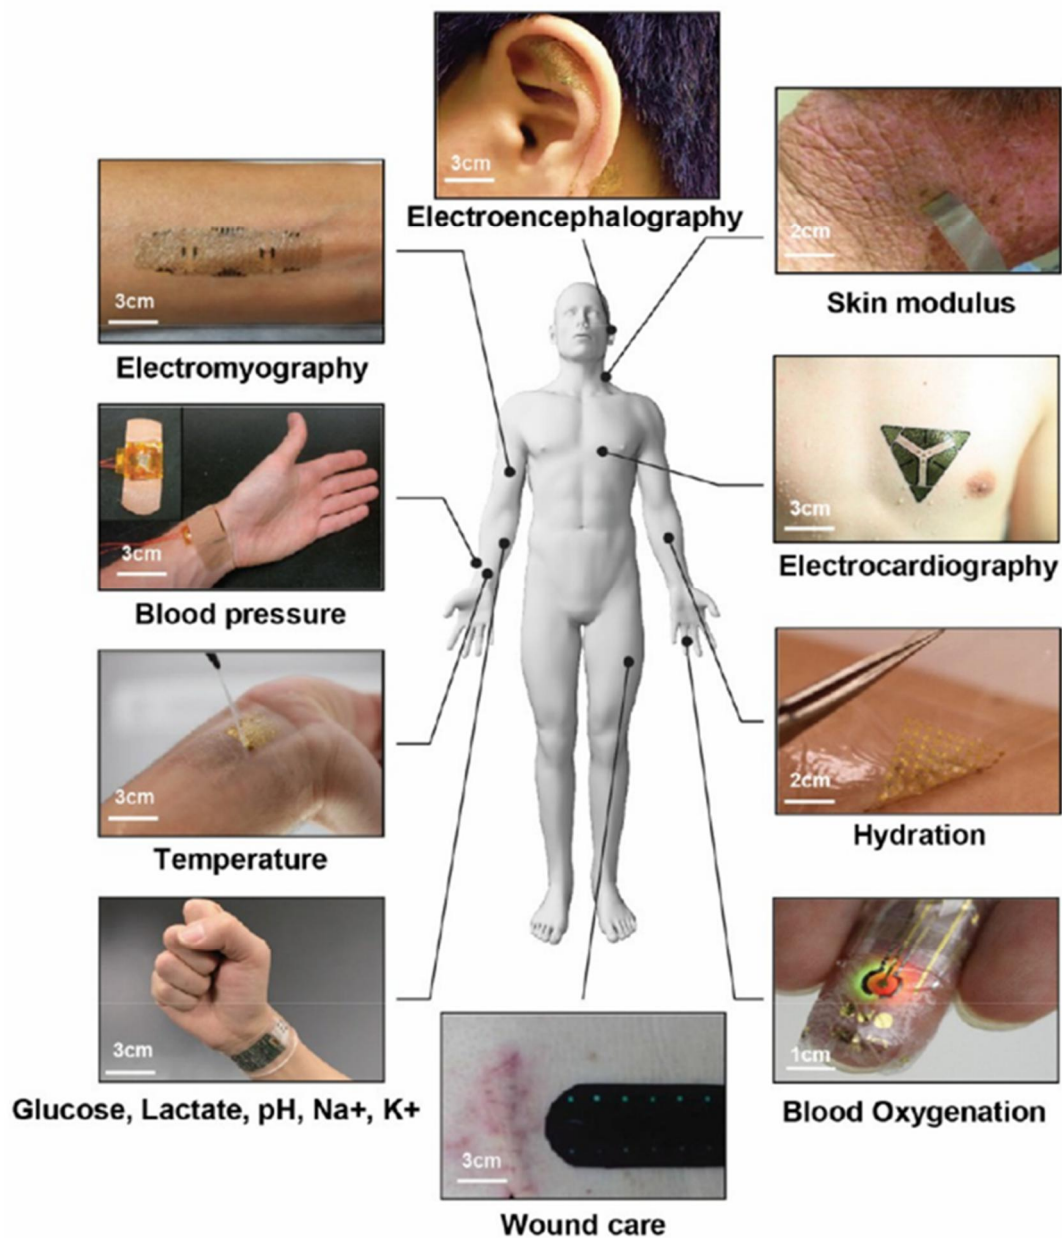 3cm
Electroencephalography
2cm
Skin modulus
3cm
Electromyography
3cm
Electrocardiography
3cm
Blood pressure
2cm
Hydration
3cm
Temperature
1cm
Blood Oxygenation
3cm
Glucose, Lactate, pH, Na+, K+
3cm
Wound care